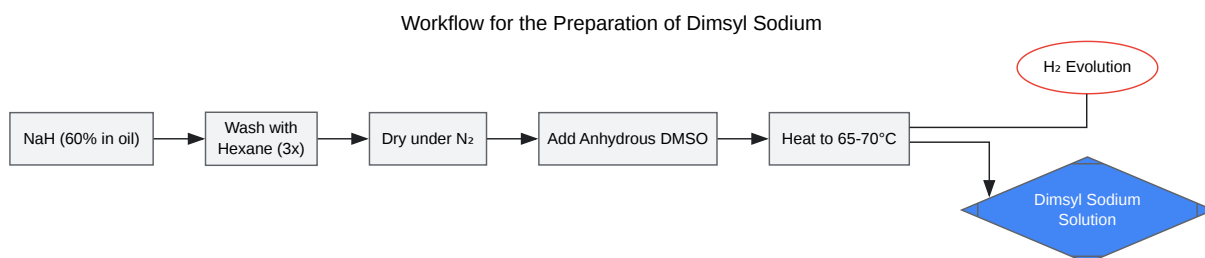 Workflow for the Preparation of Dimsyl Sodium
H₂ Evolution
NaH (60% in oil)
Wash with
Hexane (3x)
Dry under N₂
Add Anhydrous DMSO
Heat to 65-70°C
Dimsyl Sodium
Solution